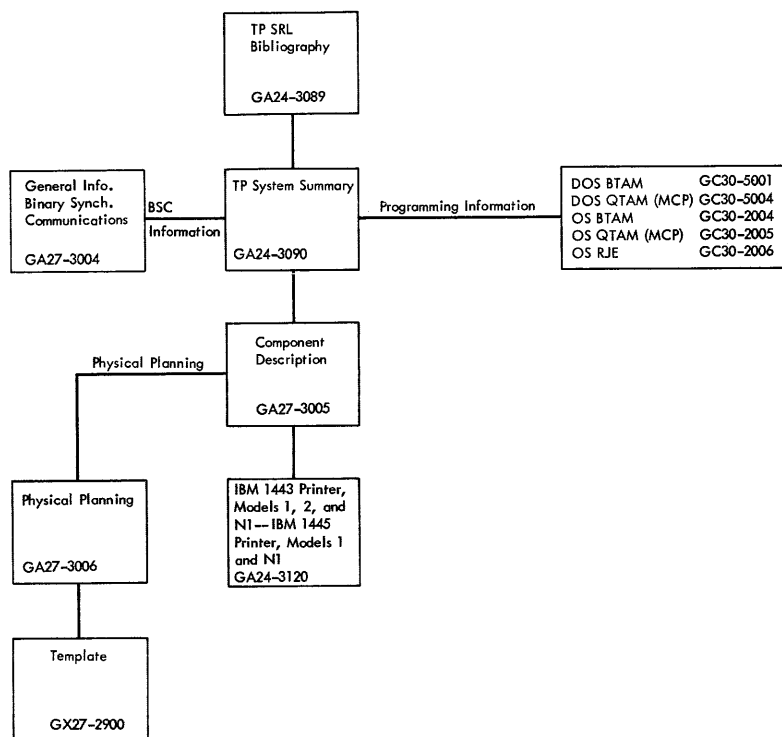 TP SRL
Bibliography
GA24-3089
General Info.
Binary Synch.
Communications
GA27-3004
BSC
Information
TP System Summary
GA24-3090
Programming Information
DOS BTAM GC30-5001
DOS QTAM (MCP) GC30-5004
OS BTAM GC30-2004
OS QTAM (MCP) GC30-2005
OS RJE GC30-2006
Physical Planning
Component
Description
GA27-3005
Physical Planning
GA27-3006
IBM 1443 Printer,
Models 1, 2, and
N1--IBM 1445
Printer, Models 1
and N1
GA24-3120
Template
GX27-2900